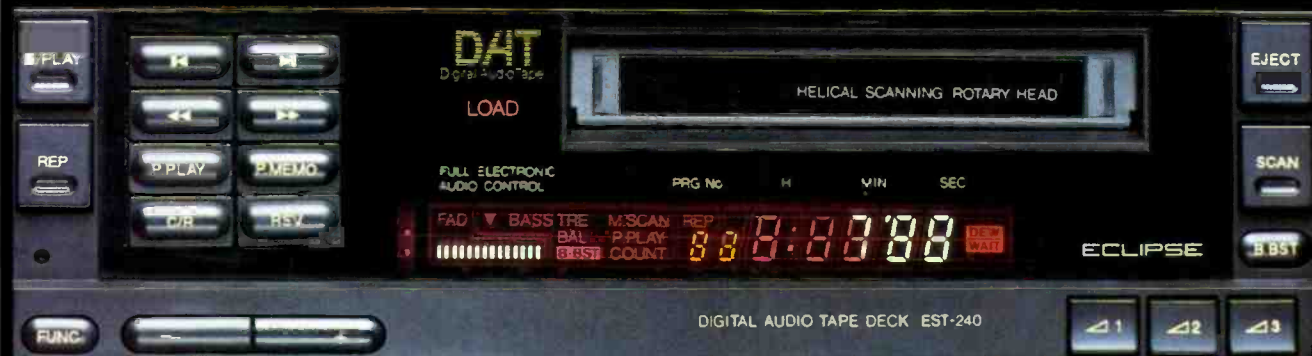 PLAY
REP
P.PLAY
P.MEMO
C/R
RSV
FUNC
DAT
Digital Audio Tape
LOAD
HELICAL SCANNING ROTARY HEAD
FULL ELECTRONIC
AUDIO CONTROL
PRG No H MIN SEC
FAD ▼ BASS TRE M.SCAN REP
BAL P.PLAY
B.BST COUNT
DEW
WAIT
ECLIPSE
DIGITAL AUDIO TAPE DECK EST-240
EJECT
SCAN
B.BST
1 2 3